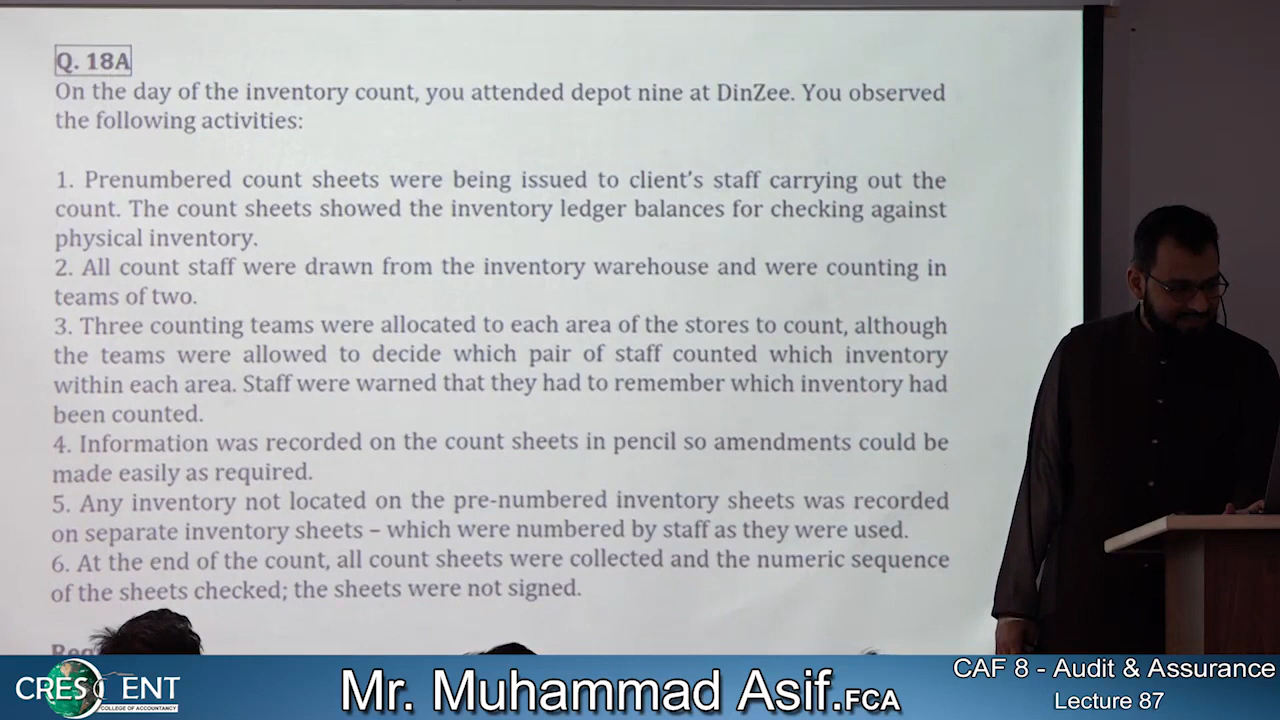 Q. 18A
On the day of the inventory count, you attended depot nine at DinZee. You observed
the following activities:
1. Prenumbered count sheets were being issued to client's staff carrying out the
count. The count sheets showed the inventory ledger balances for checking against
physical inventory.
2. All count staff were drawn from the inventory warehouse and were counting in
teams of two.
3. Three counting teams were allocated to each area of the stores to count, although
the teams were allowed to decide which pair of staff counted which inventory
within each area. Staff were warned that they had to remember which inventory had
been counted.
4. Information was recorded on the count sheets in pencil so amendments could be
made easily as required.
5. Any inventory not located on the pre-numbered inventory sheets was recorded
on separate inventory sheets – which were numbered by staff as they were used.
6. At the end of the count, all count sheets were collected and the numeric sequence
of the sheets checked; the sheets were not signed.
CRESCENT
COLLEGE OF ACCOUNTANCY
Mr. Muhammad Asif.FCA
CAF 8 - Audit & Assurance
Lecture 87